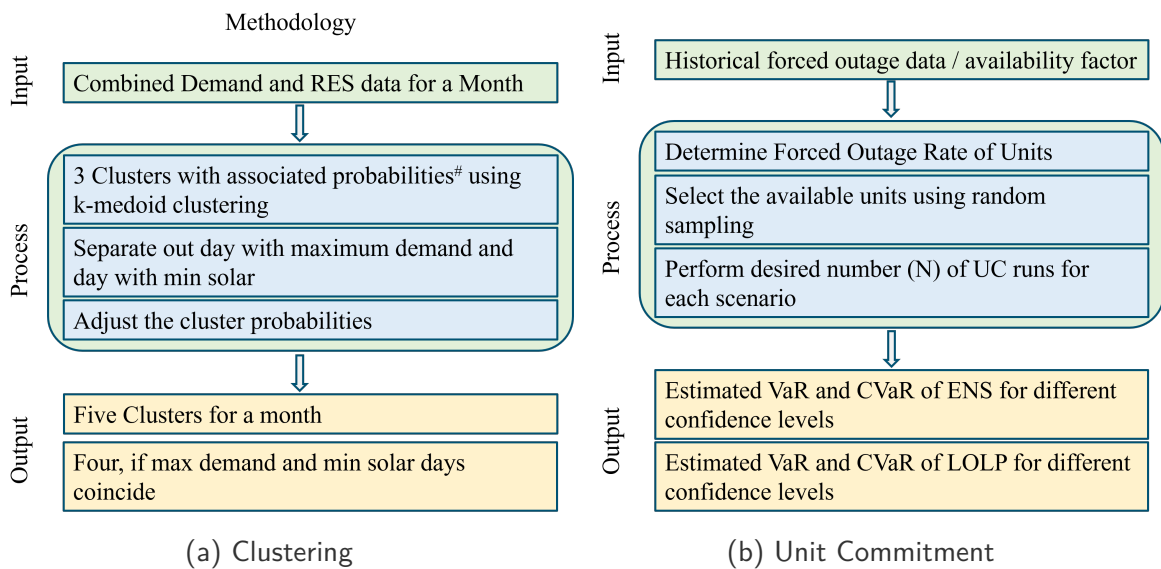 Methodology
Input
Combined Demand and RES data for a Month
Process
3 Clusters with associated probabilities# using
k-medoid clustering
Separate out day with maximum demand and
day with min solar
Adjust the cluster probabilities
Output
Five Clusters for a month
Four, if max demand and min solar days
coincide
(a) Clustering
Input
Historical forced outage data / availability factor
Process
Determine Forced Outage Rate of Units
Select the available units using random
sampling
Perform desired number (N) of UC runs for
each scenario
Output
Estimated VaR and CVaR of ENS for different
confidence levels
Estimated VaR and CVaR of LOLP for different
confidence levels
(b) Unit Commitment